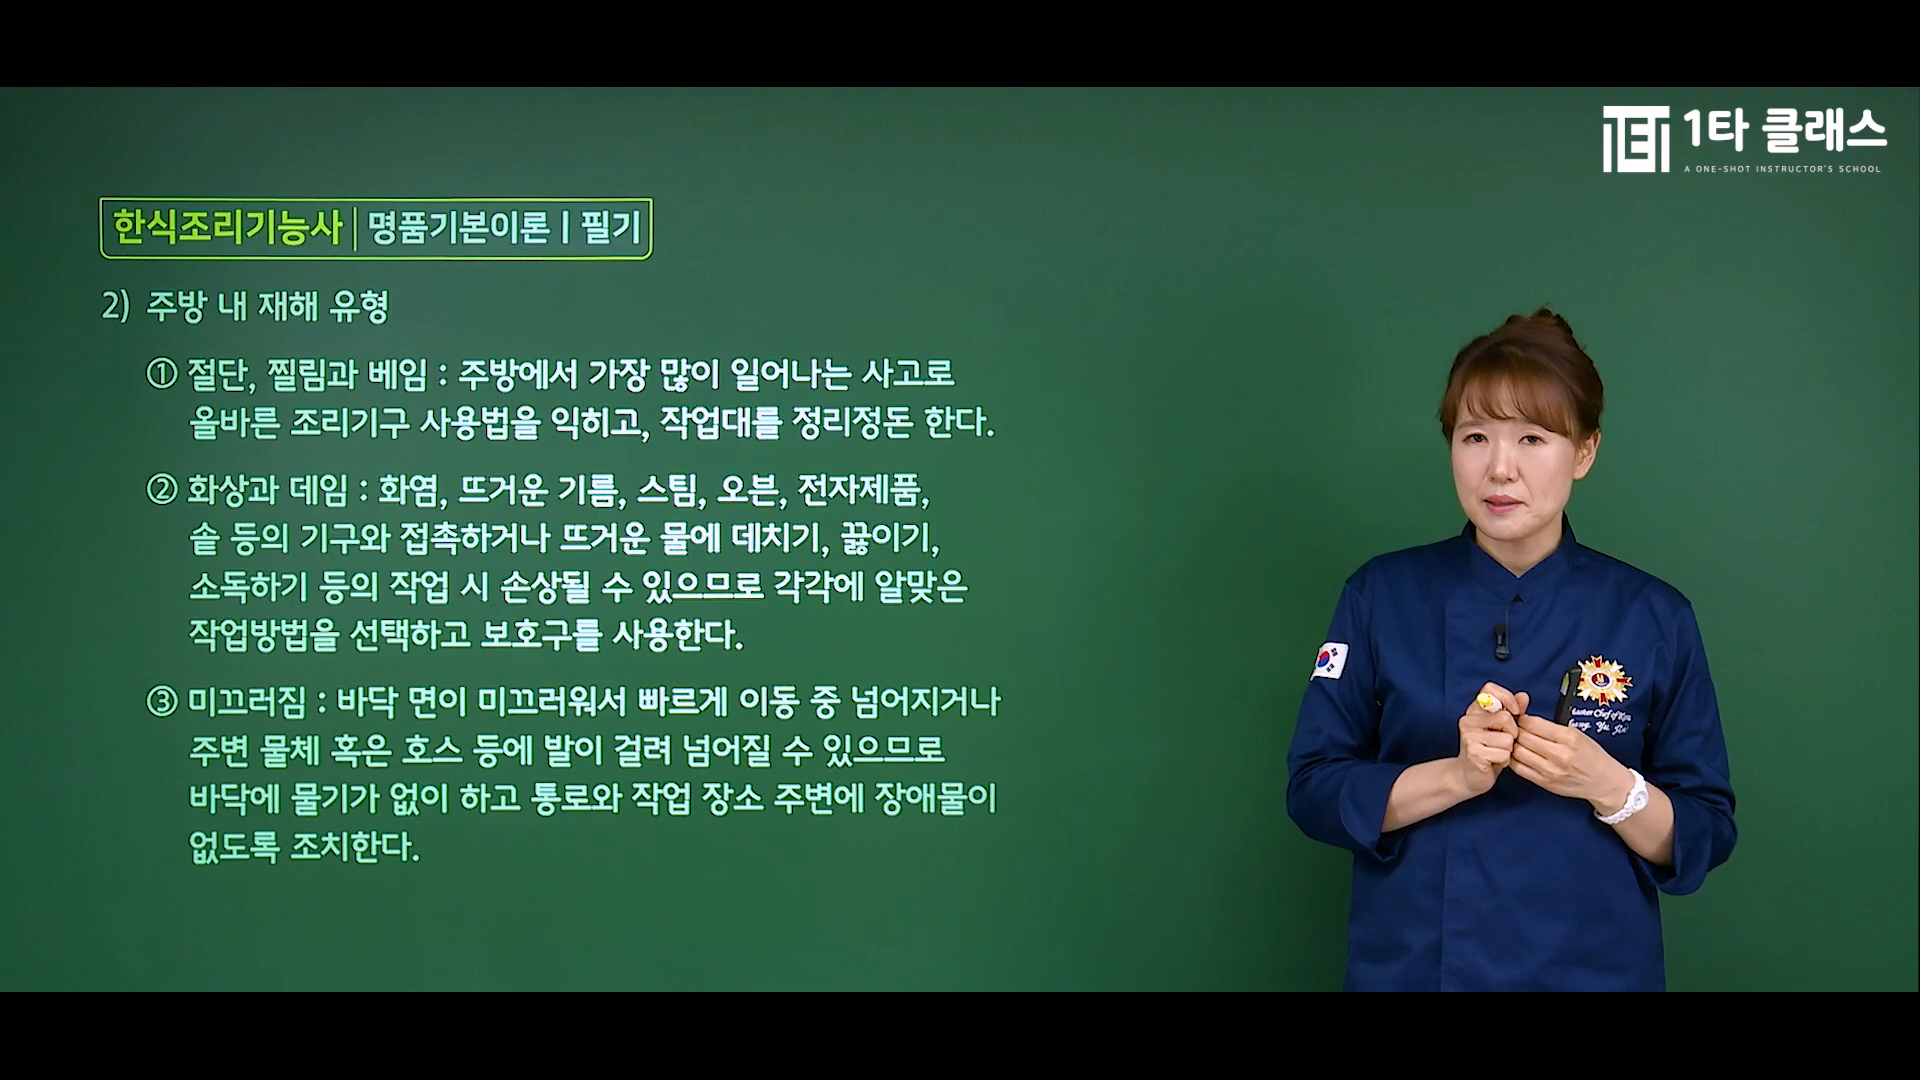 1타 클래스
A ONE-SHOT INSTRUCTOR'S SCHOOL
한식조리기능사 | 명품기본이론 | 필기
2) 주방 내 재해 유형
① 절단, 찔림과 베임 : 주방에서 가장 많이 일어나는 사고로
올바른 조리기구 사용법을 익히고, 작업대를 정리정돈 한다.
② 화상과 데임 : 화염, 뜨거운 기름, 스팀, 오븐, 전자제품,
솥 등의 기구와 접촉하거나 뜨거운 물에 데치기, 끓이기,
소독하기 등의 작업 시 손상될 수 있으므로 각각에 알맞은
작업방법을 선택하고 보호구를 사용한다.
③ 미끄러짐 : 바닥 면이 미끄러워서 빠르게 이동 중 넘어지거나
주변 물체 혹은 호스 등에 발이 걸려 넘어질 수 있으므로
바닥에 물기가 없이 하고 통로와 작업 장소 주변에 장애물이
없도록 조치한다.
Master Chef of